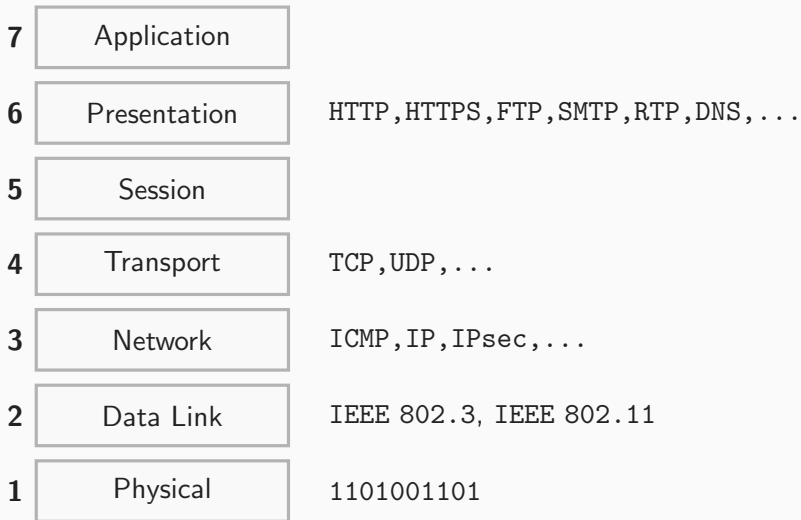 7 Application
6 Presentation HTTP,HTTPS,FTP,SMTP,RTP,DNS,...
5 Session
4 Transport TCP,UDP,...
3 Network ICMP,IP,IPsec,...
2 Data Link IEEE 802.3, IEEE 802.11
1 Physical 1101001101